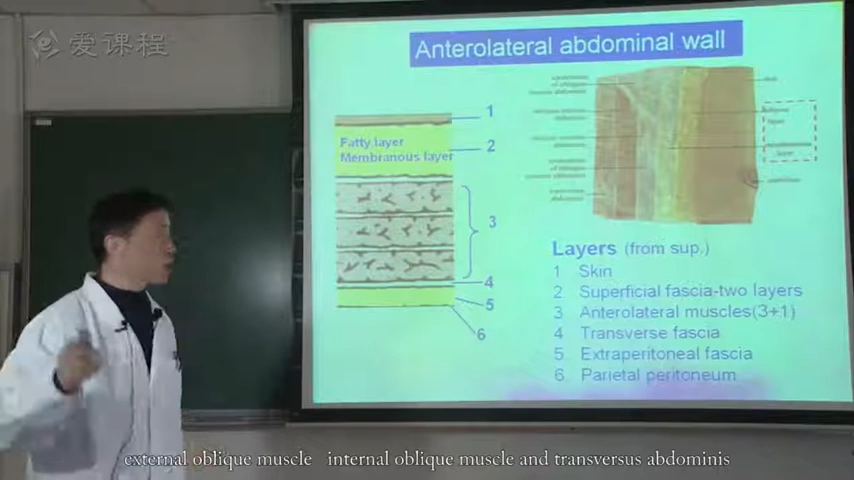 爱课程
Anterolateral abdominal wall
1
Fatty layer
2
Membranous layer
3
4
5
6
Layers (from sup.)
1 Skin
2 Superficial fascia-two layers
3 Anterolateral muscles(3+1)
4 Transverse fascia
5 Extraperitoneal fascia
6 Parietal peritoneum
external oblique muscle internal oblique muscle and transversus abdominis